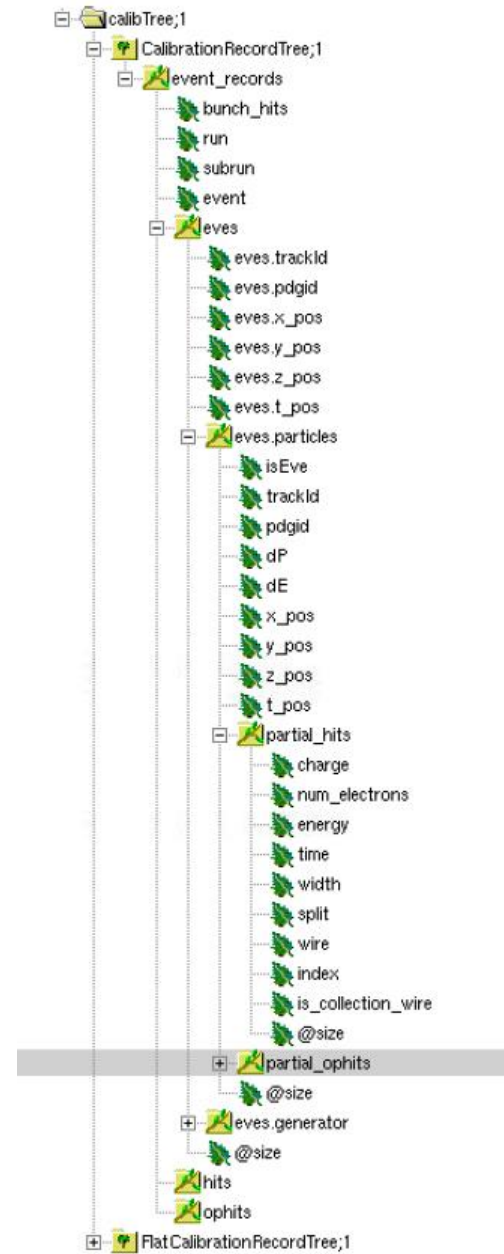 calibTree;1
CalibrationRecordTree;1
event_records
bunch_hits
run
subrun
event
eves
eves.trackId
eves.pdgid
eves.x_pos
eves.y_pos
eves.z_pos
eves.t_pos
eves.particles
isEve
trackId
pdgid
dP
dE
x_pos
y_pos
z_pos
t_pos
partial_hits
charge
num_electrons
energy
time
width
split
wire
index
is_collection_wire
@size
partial_ophits
@size
eves.generator
@size
hits
ophits
FlatCalibrationRecordTree;1